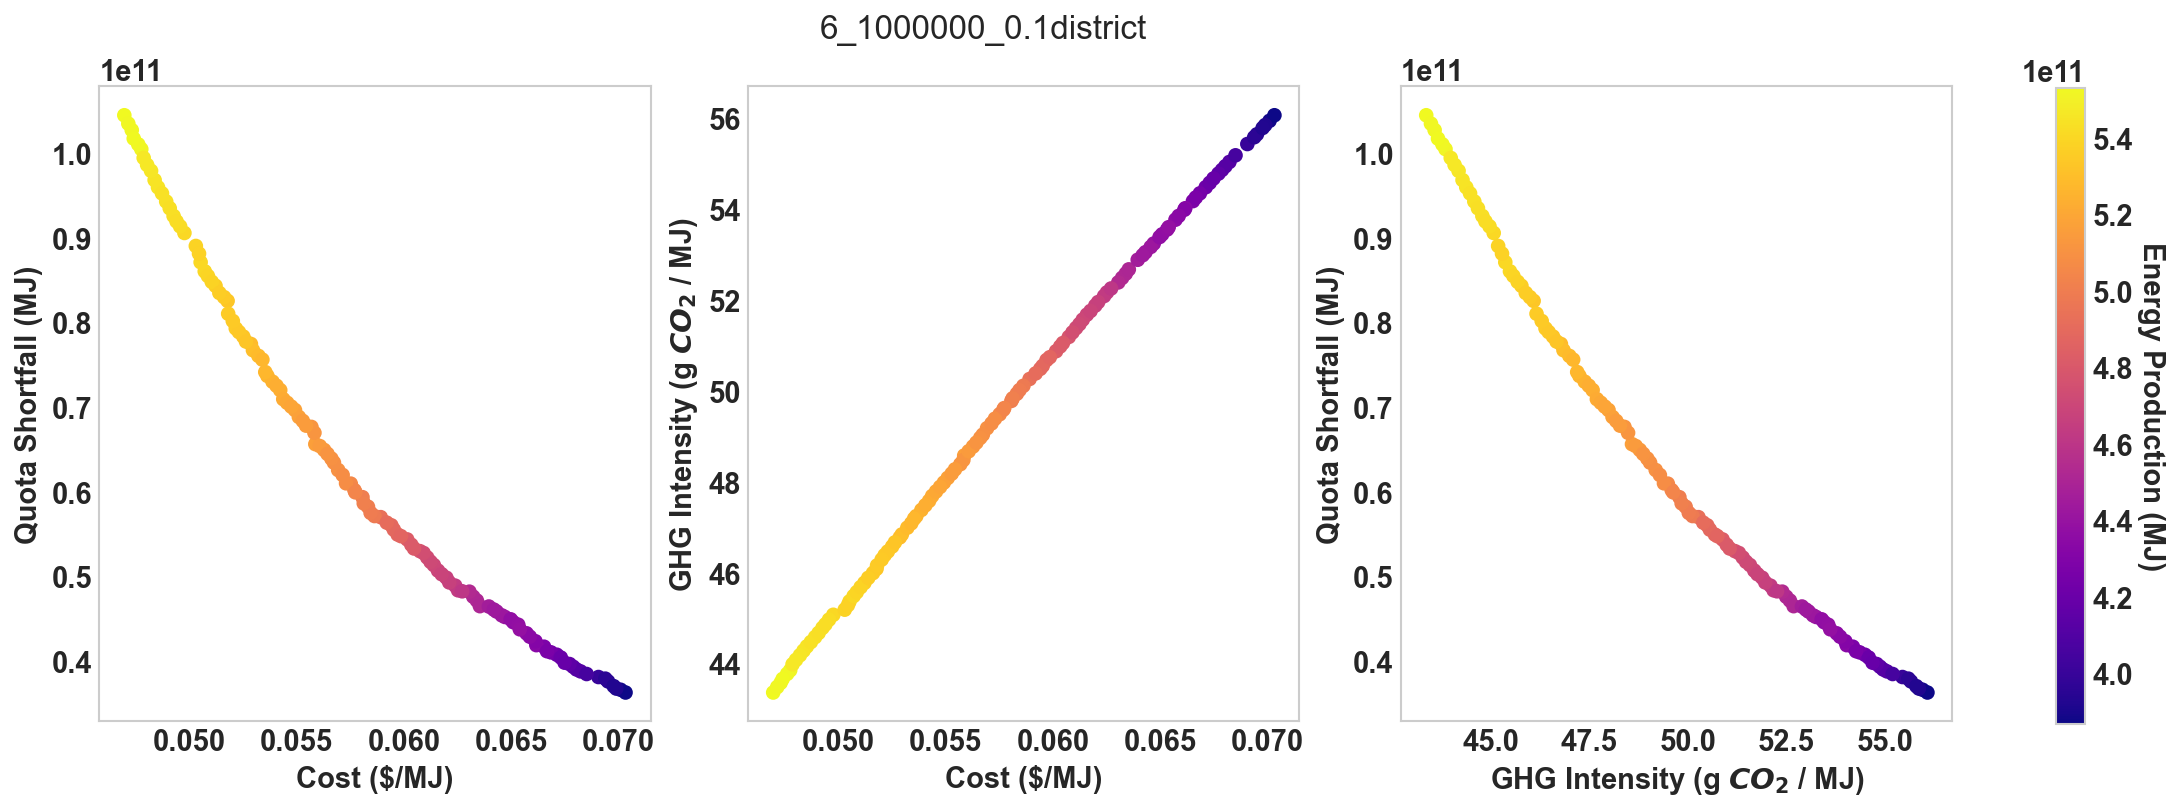 6_1000000_0.1district
1e11
1.0
0.9
0.8
0.7
0.6
0.5
0.4
Quota Shortfall (MJ)
0.050 0.055 0.060 0.065 0.070
Cost ($/MJ)
56
54
52
50
48
46
44
GHG Intensity (g CO₂ / MJ)
0.050 0.055 0.060 0.065 0.070
Cost ($/MJ)
1e11
1.0
0.9
0.8
0.7
0.6
0.5
0.4
Quota Shortfall (MJ)
45.0 47.5 50.0 52.5 55.0
GHG Intensity (g CO₂ / MJ)
1e11
5.4
5.2
5.0
4.8
4.6
4.4
4.2
4.0
Energy Production (MJ)